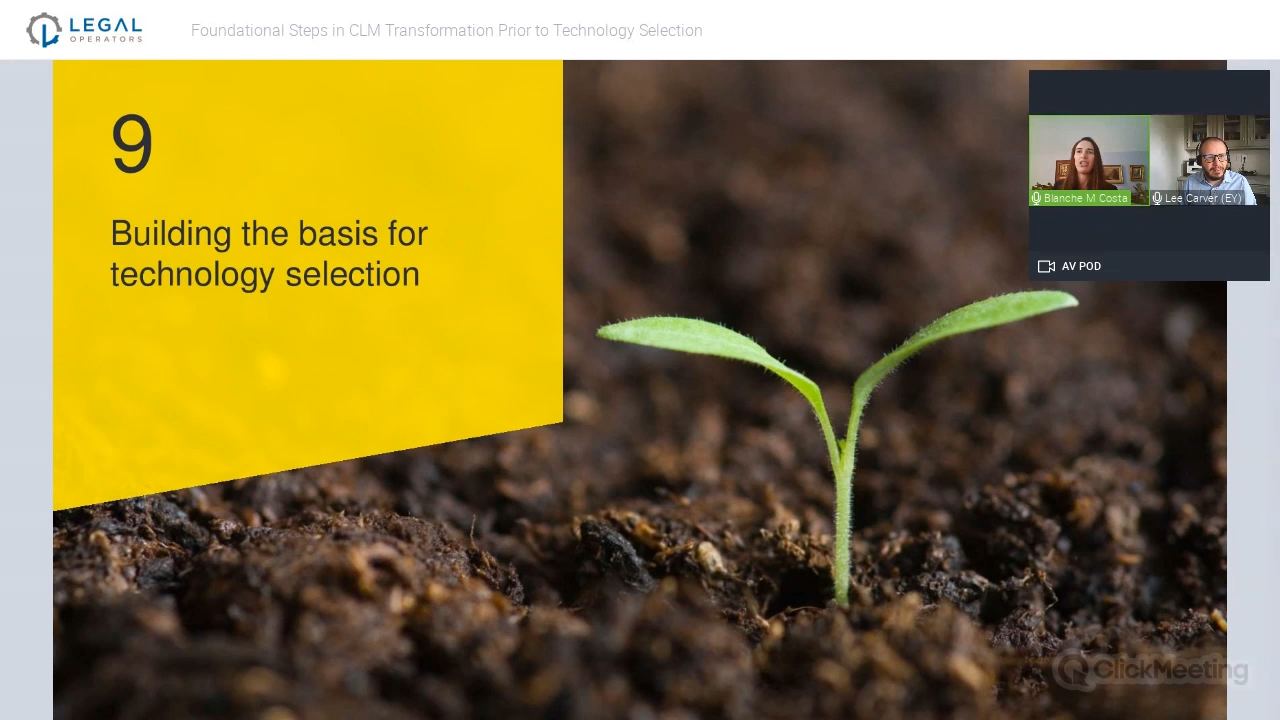 LEGAL
OPERATORS
Foundational Steps in CLM Transformation Prior to Technology Selection
9
Building the basis for
technology selection
Blanche M Costa
Lee Carver (EY)
AV POD
ClickMeeting